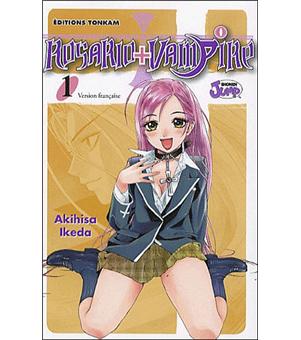 ÉDITIONS TONKAM
ROSARIO+VAMPIRE
1
Version française
SHONEN
JUMP
Akihisa
Ikeda